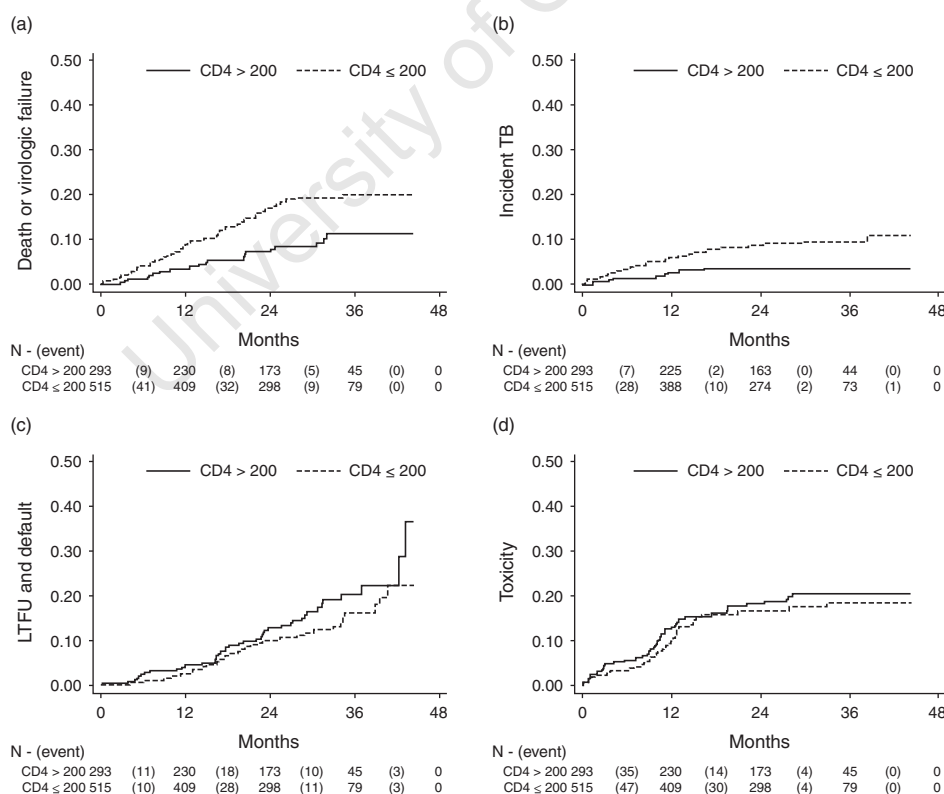 (a)
0.50
CD4 > 200 CD4 ≤ 200
0.40
0.30
0.20
0.10
0.00
Death or virologic failure
0 12 24 36 48
Months
N - (event)
CD4 > 200 293 (9) 230 (8) 173 (5) 45 (0) 0
CD4 ≤ 200 515 (41) 409 (32) 298 (9) 79 (0) 0
(b)
0.50
CD4 > 200 CD4 ≤ 200
0.40
0.30
0.20
0.10
0.00
Incident TB
0 12 24 36 48
Months
N - (event)
CD4 > 200 293 (7) 225 (2) 163 (0) 44 (0) 0
CD4 ≤ 200 515 (28) 388 (10) 274 (2) 73 (1) 0
(c)
0.50
CD4 > 200 CD4 ≤ 200
0.40
0.30
0.20
0.10
0.00
LTFU and default
0 12 24 36 48
Months
N - (event)
CD4 > 200 293 (11) 230 (18) 173 (10) 45 (3) 0
CD4 ≤ 200 515 (10) 409 (28) 298 (11) 79 (3) 0
(d)
0.50
CD4 > 200 CD4 ≤ 200
0.40
0.30
0.20
0.10
0.00
Toxicity
0 12 24 36 48
Months
N - (event)
CD4 > 200 293 (35) 230 (14) 173 (4) 45 (0) 0
CD4 ≤ 200 515 (47) 409 (30) 298 (4) 79 (0) 0
University of